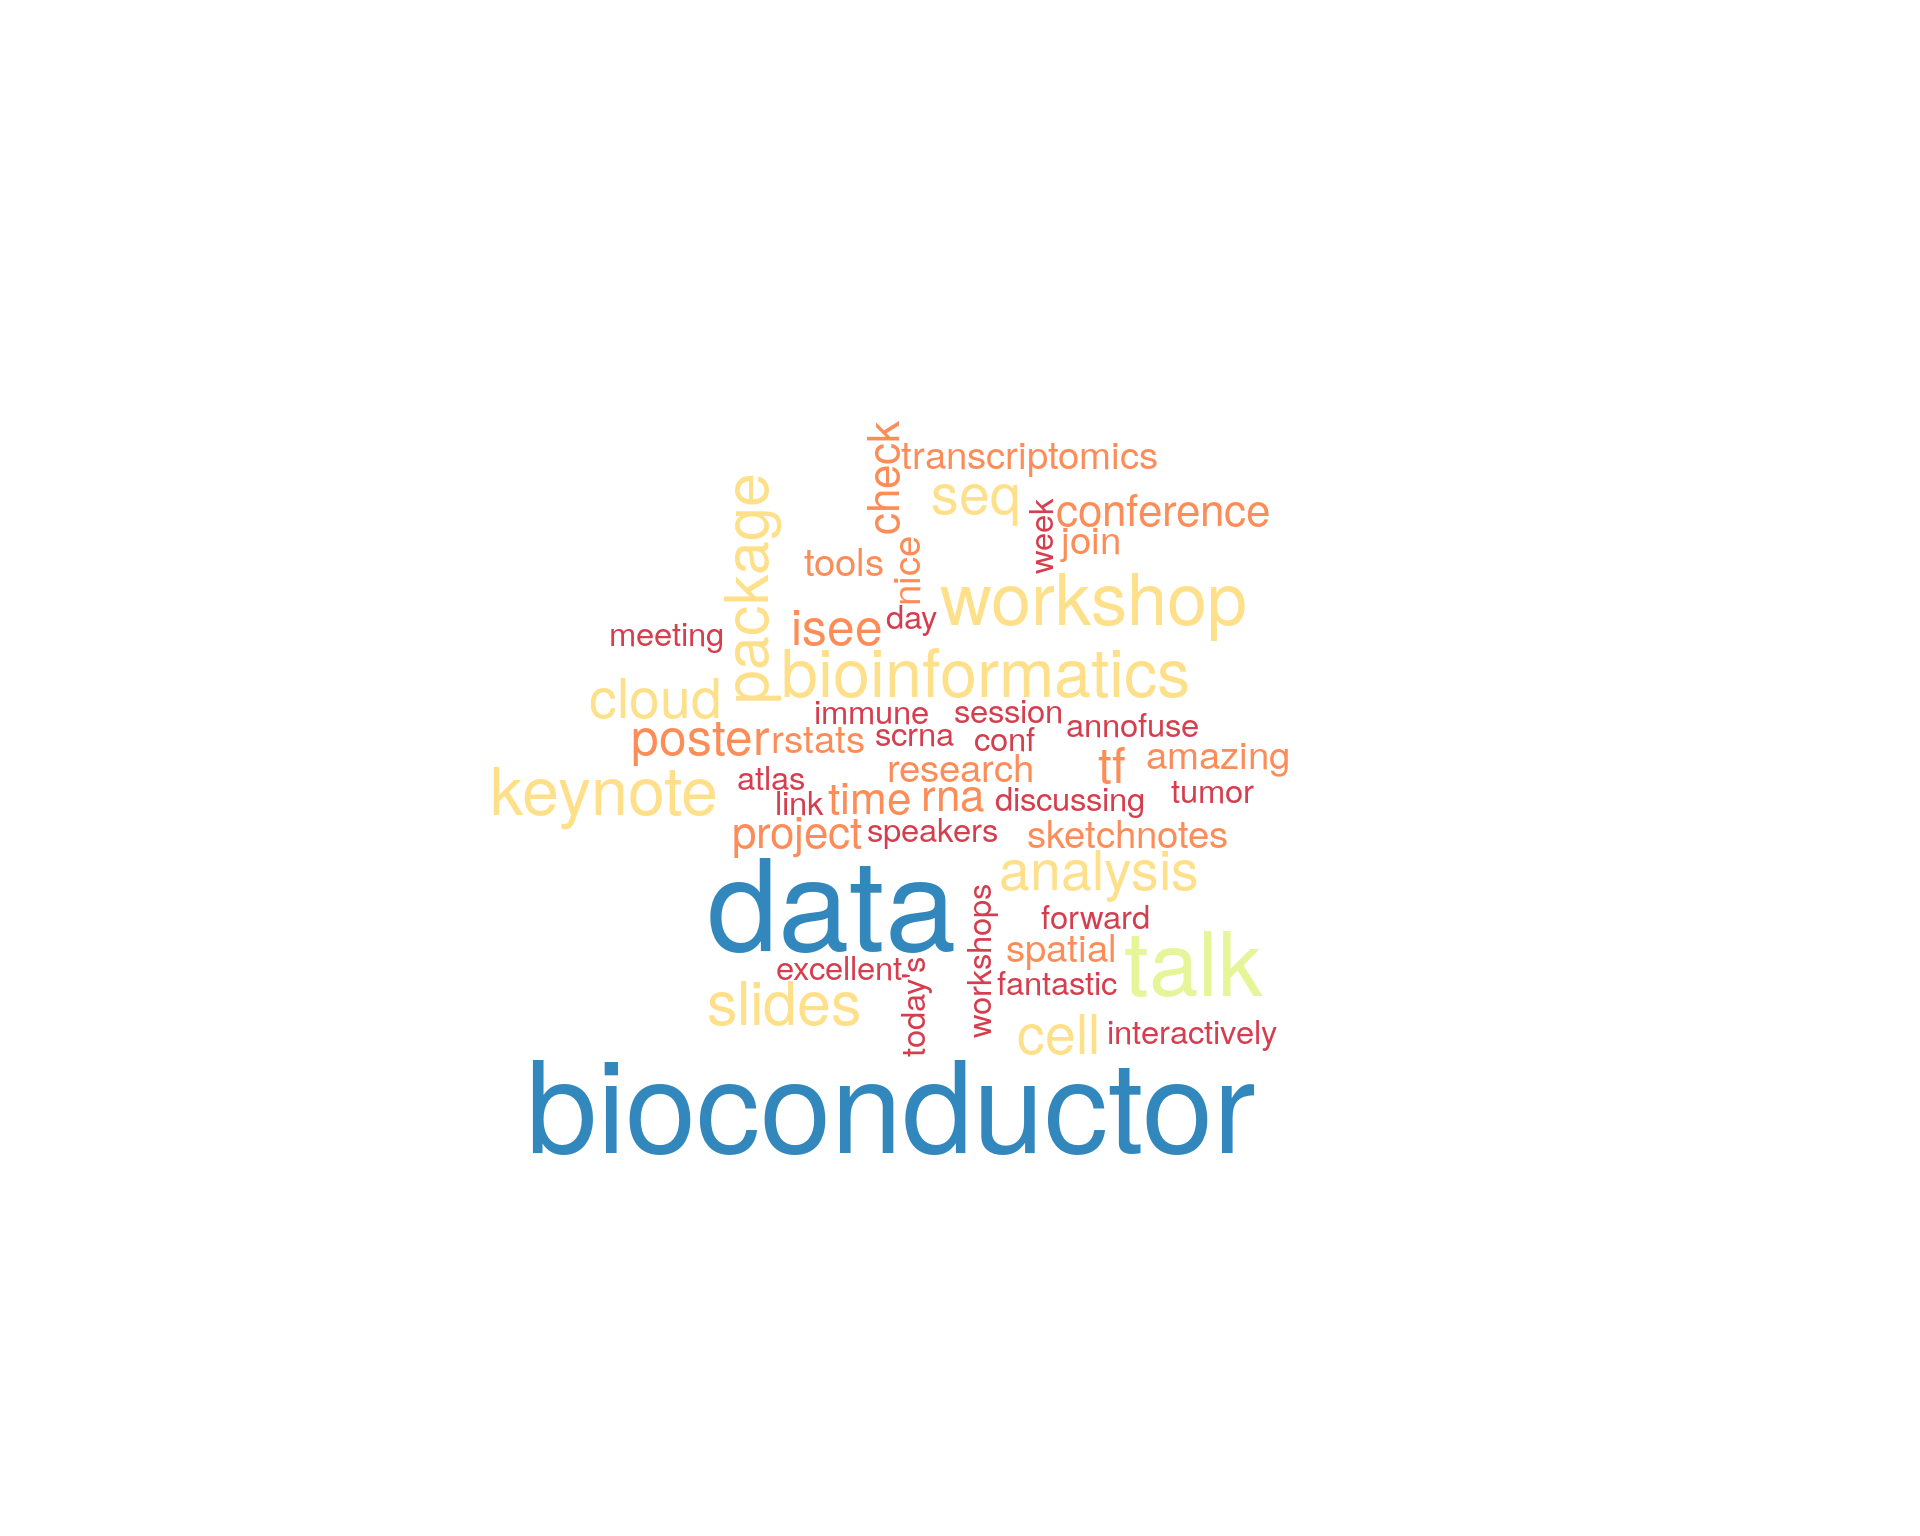 check
transcriptomics
package
seq
week
conference
join
tools
nice
workshop
isee
day
meeting
bioinformatics
cloud
immune
session
annofuse
poster
rstats
scrna
conf
tf
amazing
keynote
atlas
research
link
time
rna
discussing
tumor
project
speakers
sketchnotes
data
analysis
workshops
forward
spatial
talk
excellent
today's
fantastic
slides
cell
interactively
bioconductor